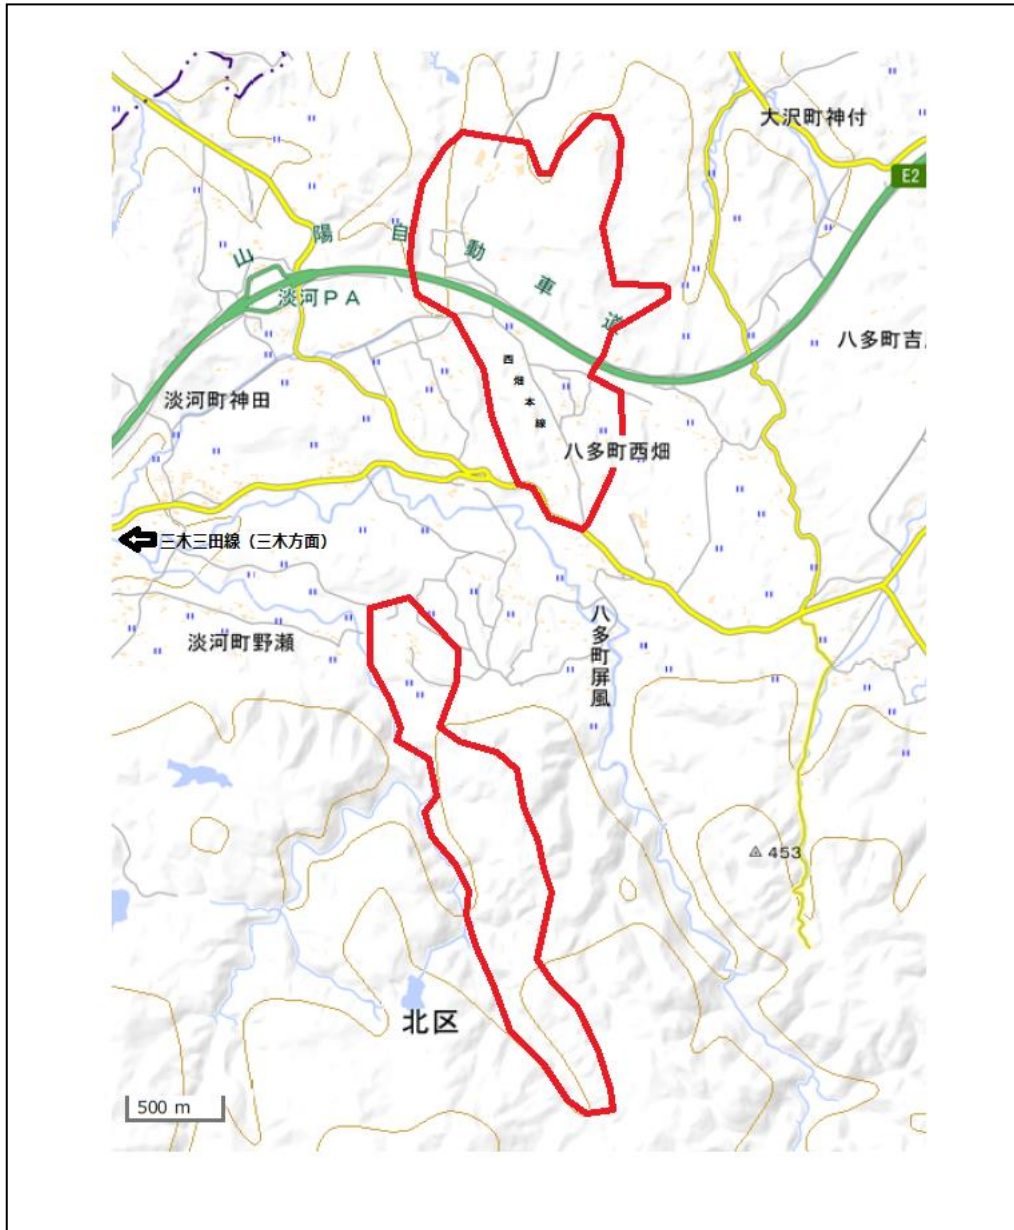 大沢町神付
E2
山陽自動車道
淡河PA
八多町吉
西畑本線
淡河町神田
八多町西畑
三木三田線（三木方面）
八多町屏風
淡河町野瀬
453
北区
500 m